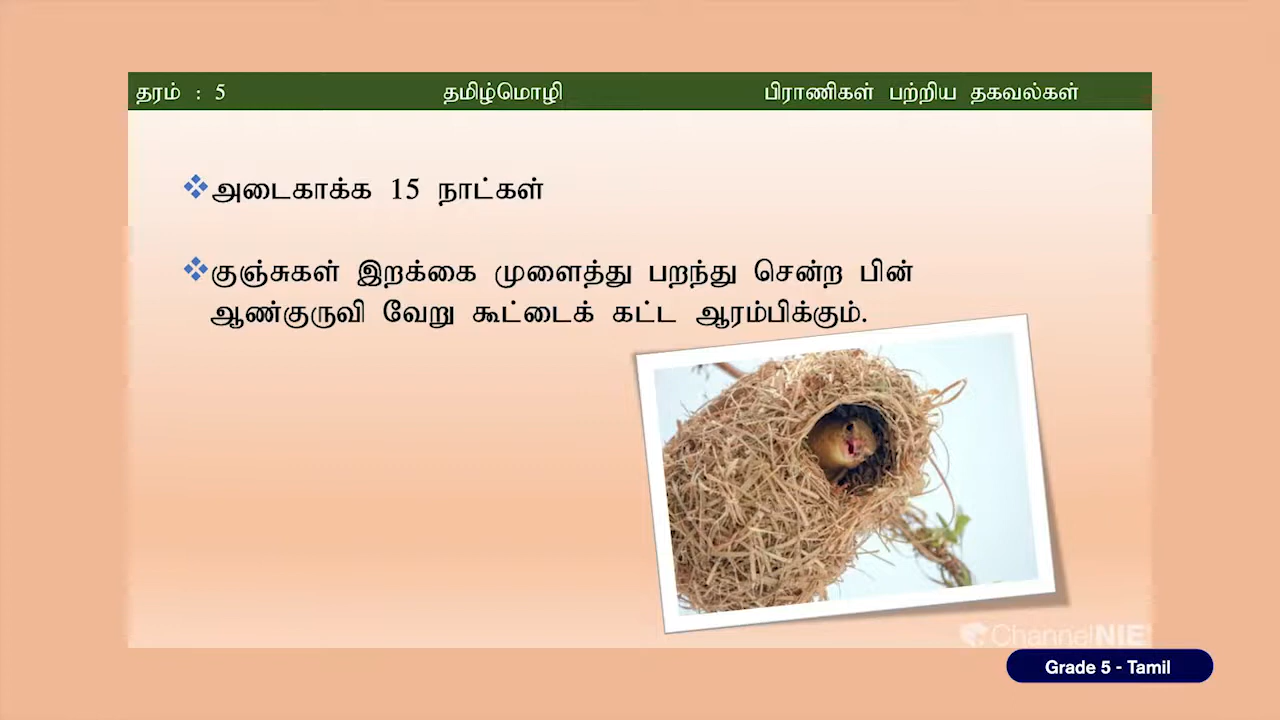 தரம் : 5 தமிழ்மொழி பிராணிகள் பற்றிய தகவல்கள்
அடைகாக்க 15 நாட்கள்
குஞ்சுகள் இறக்கை முளைத்து பறந்து சென்ற பின்
ஆண்குருவி வேறு கூட்டைக் கட்ட ஆரம்பிக்கும்.
ChannelNIE
Grade 5 - Tamil